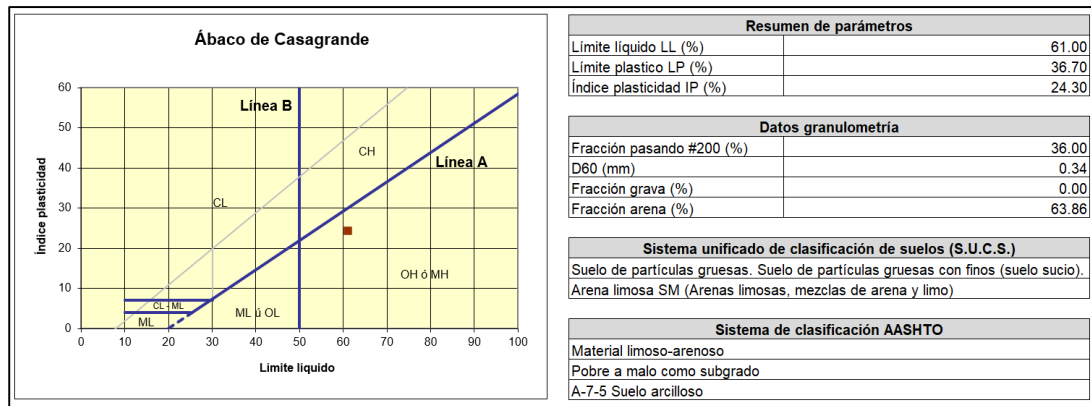 Ábaco de Casagrande
Índice plasticidad
60
50
40
30
20
10
0
Línea B
CH
Línea A
CL
OH ó MH
CL - ML
ML ú OL
ML
0 10 20 30 40 50 60 70 80 90 100
Límite líquido
Resumen de parámetros
Límite líquido LL (%) 61.00
Límite plastico LP (%) 36.70
Índice plasticidad IP (%) 24.30
Datos granulometría
Fracción pasando #200 (%) 36.00
D60 (mm) 0.34
Fracción grava (%) 0.00
Fracción arena (%) 63.86
Sistema unificado de clasificación de suelos (S.U.C.S.)
Suelo de partículas gruesas. Suelo de partículas gruesas con finos (suelo sucio).
Arena limosa SM (Arenas limosas, mezclas de arena y limo)
Sistema de clasificación AASHTO
Material limoso-arenoso
Pobre a malo como subgrado
A-7-5 Suelo arcilloso